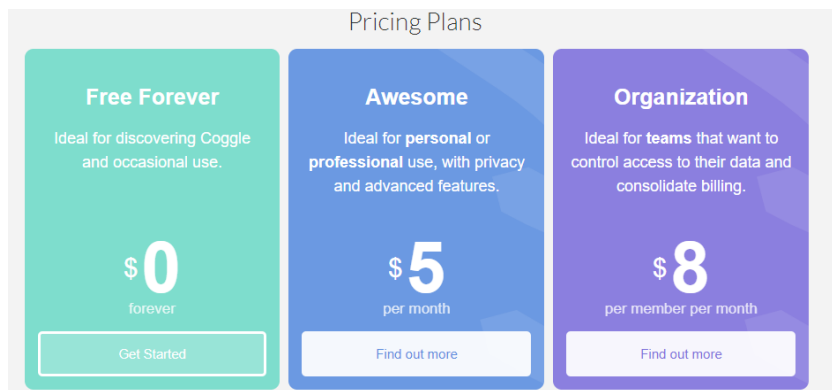 Pricing Plans
Free Forever
Ideal for discovering Coggle
and occasional use.
$0
forever
Get Started
Awesome
Ideal for personal or
professional use, with privacy
and advanced features.
$5
per month
Find out more
Organization
Ideal for teams that want to
control access to their data and
consolidate billing.
$8
per member per month
Find out more